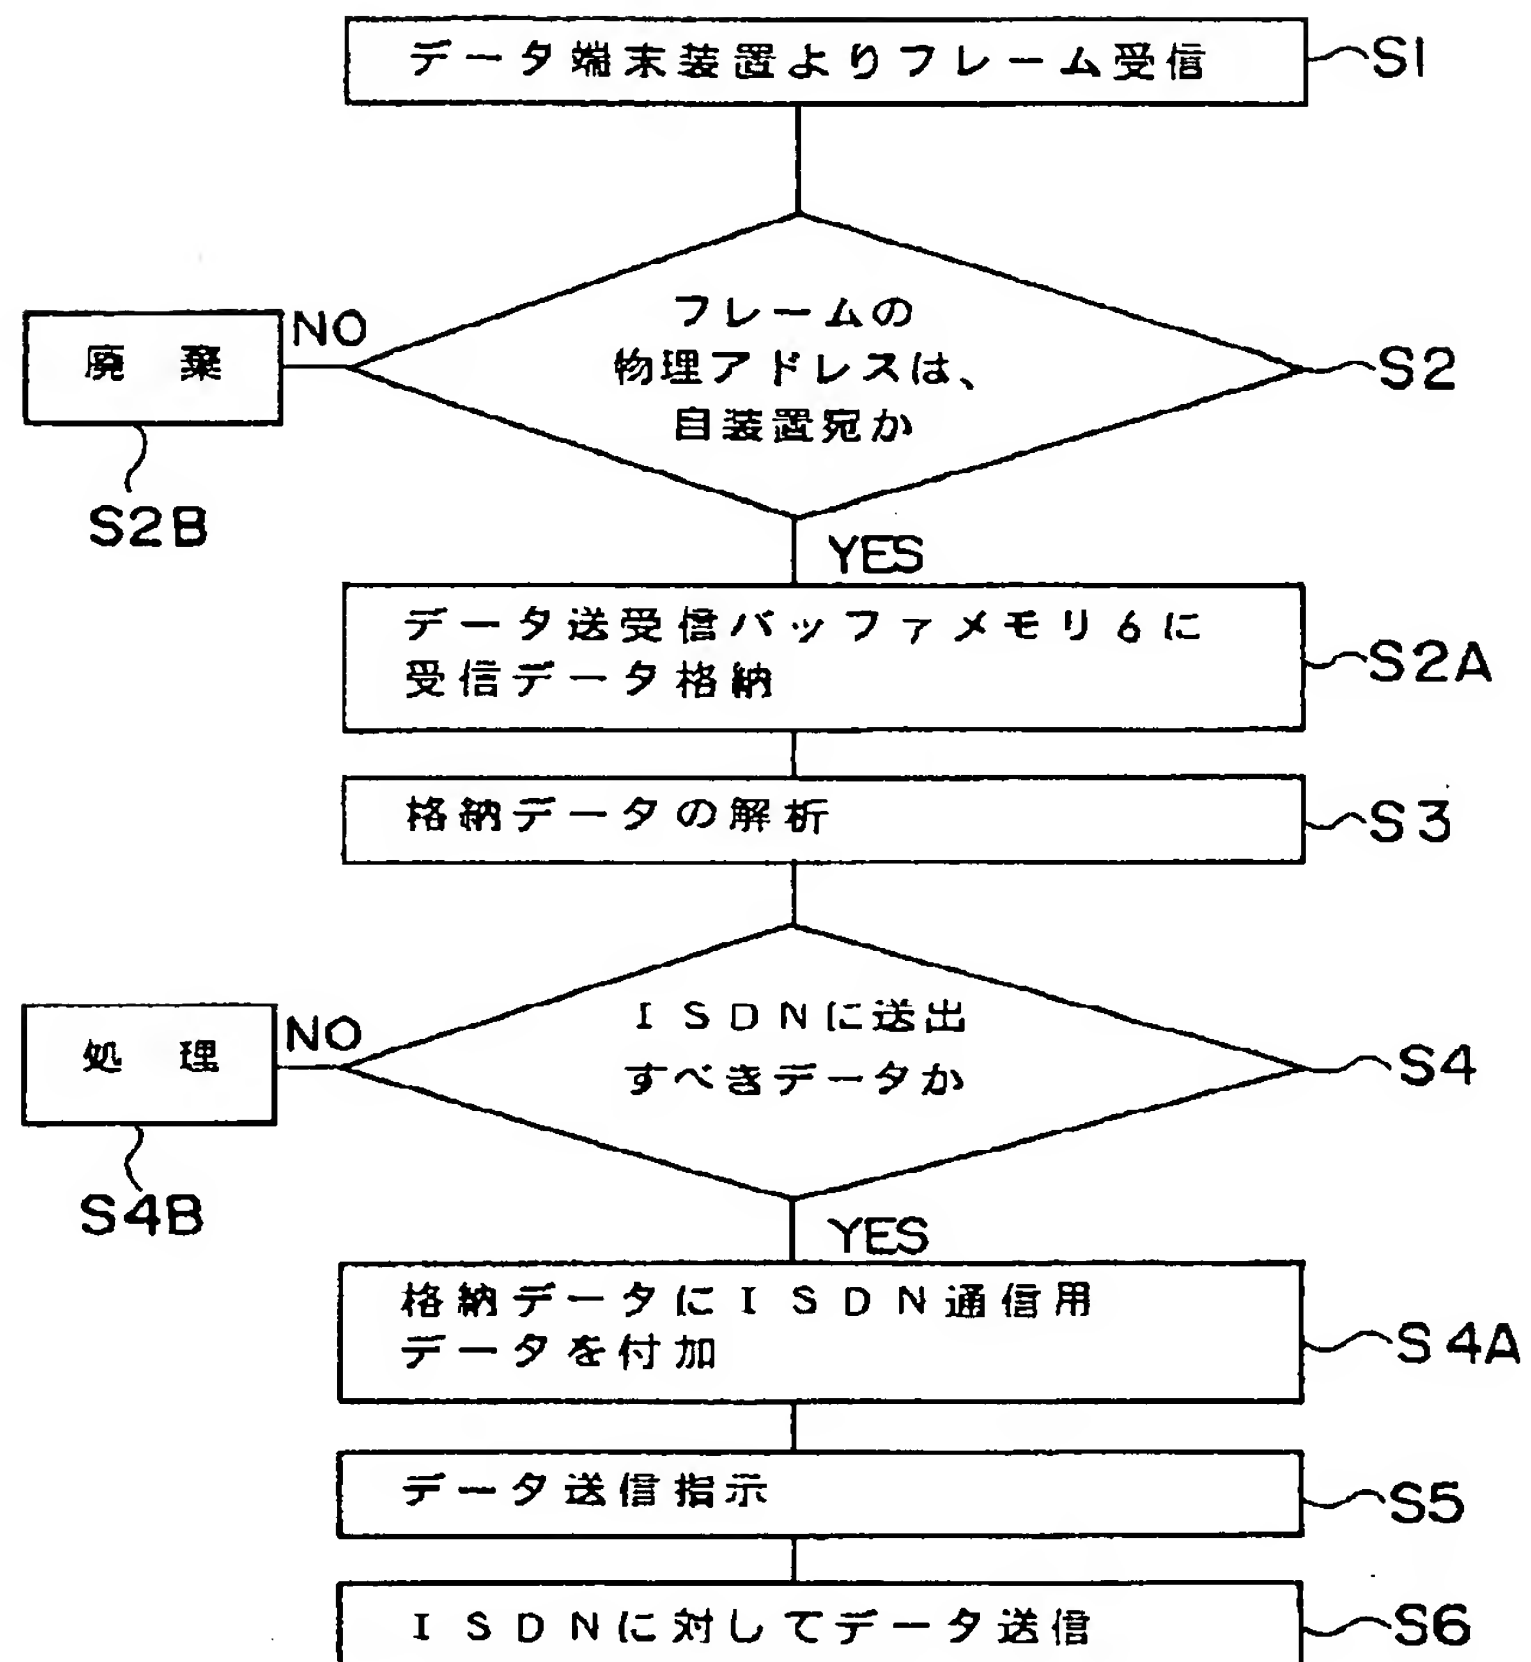 データ端末装置よりフレーム受信
S1
フレームの
物理アドレスは、
自装置宛か
S2
NO
廃棄
S2B
YES
データ送受信バッファメモリ6に
受信データ格納
S2A
格納データの解析
S3
ISDNに送出
すべきデータか
S4
NO
処理
S4B
YES
格納データにISDN通信用
データを付加
S4A
データ送信指示
S5
ISDNに対してデータ送信
S6